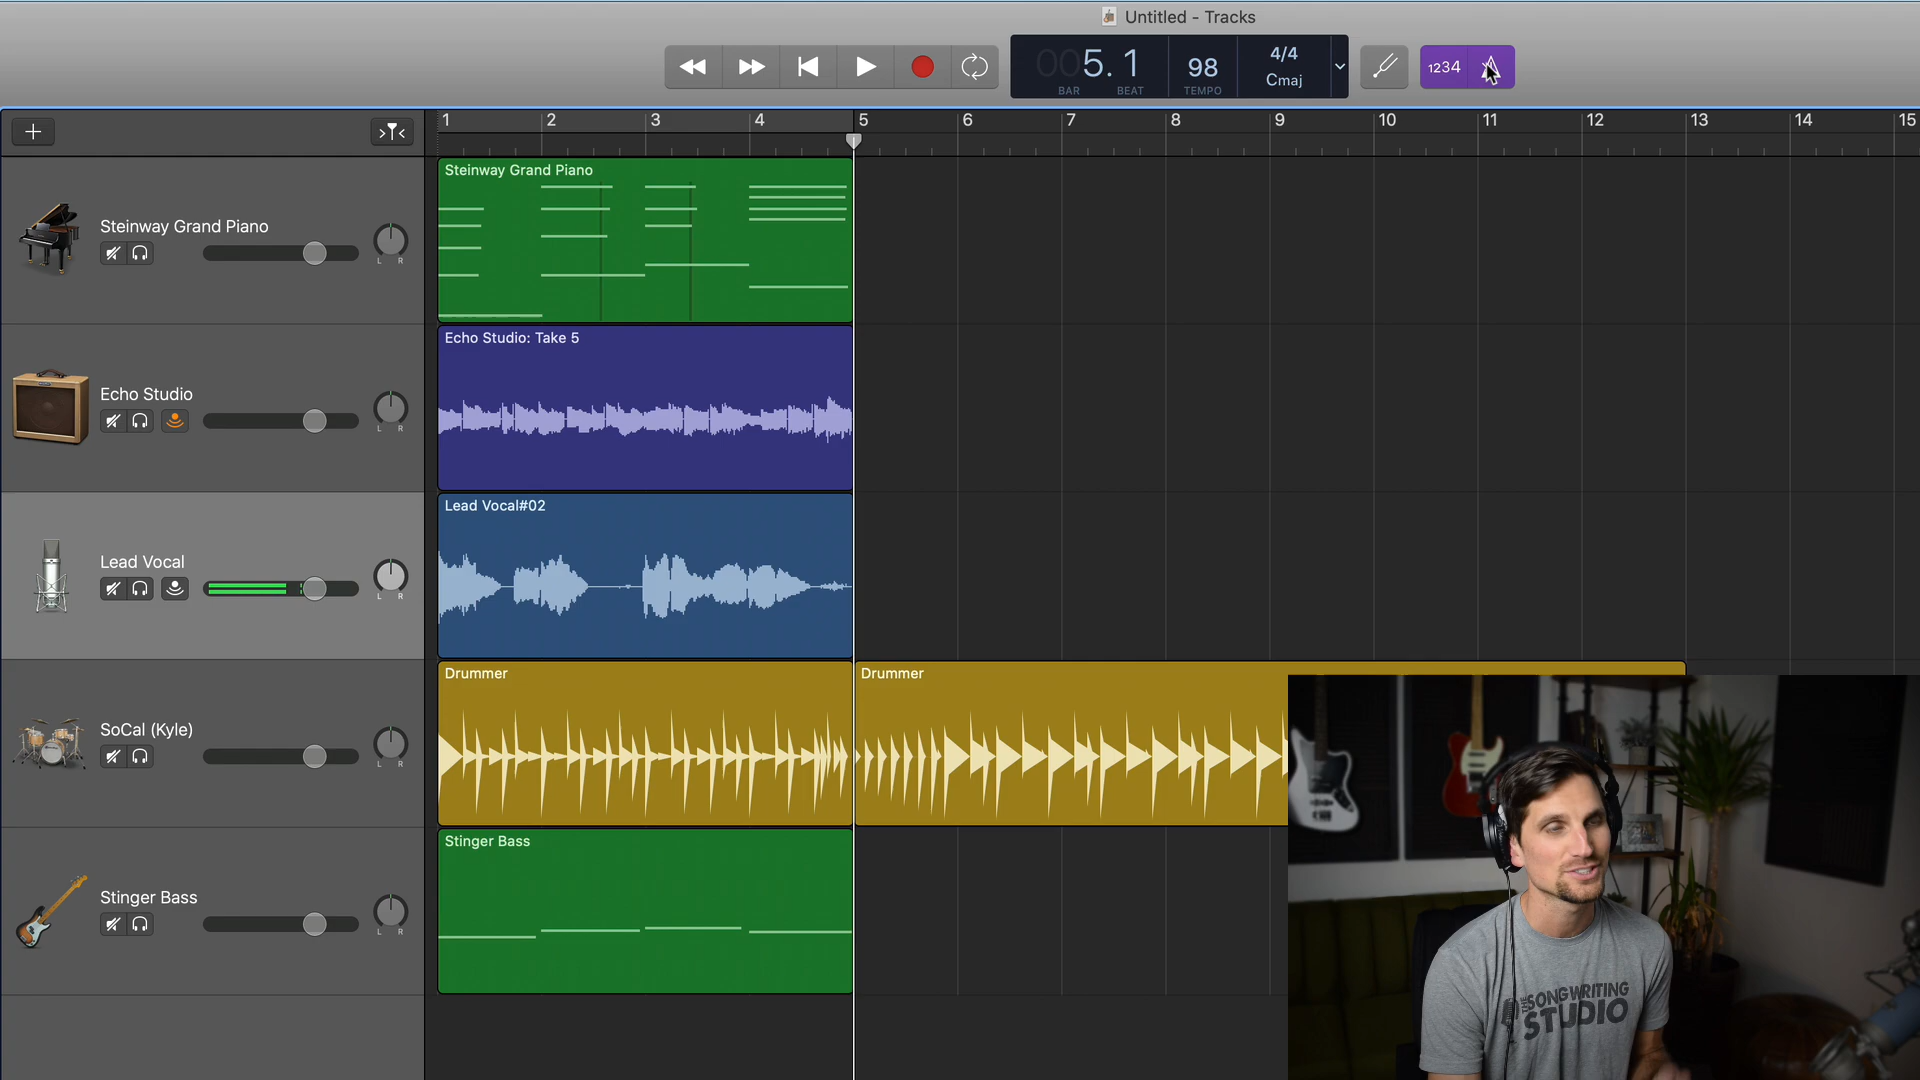 Untitled - Tracks
005. 1
BAR
BEAT
98
TEMPO
4/4
Cmaj
1234
1
2
3
4
5
6
7
8
9
10
11
12
13
14
15
Steinway Grand Piano
L R
Steinway Grand Piano
Echo Studio
L R
Echo Studio: Take 5
Lead Vocal
L R
Lead Vocal#02
SoCal (Kyle)
L R
Drummer
Drummer
Stinger Bass
L R
Stinger Bass
THE
SONGWRITING
STUDIO